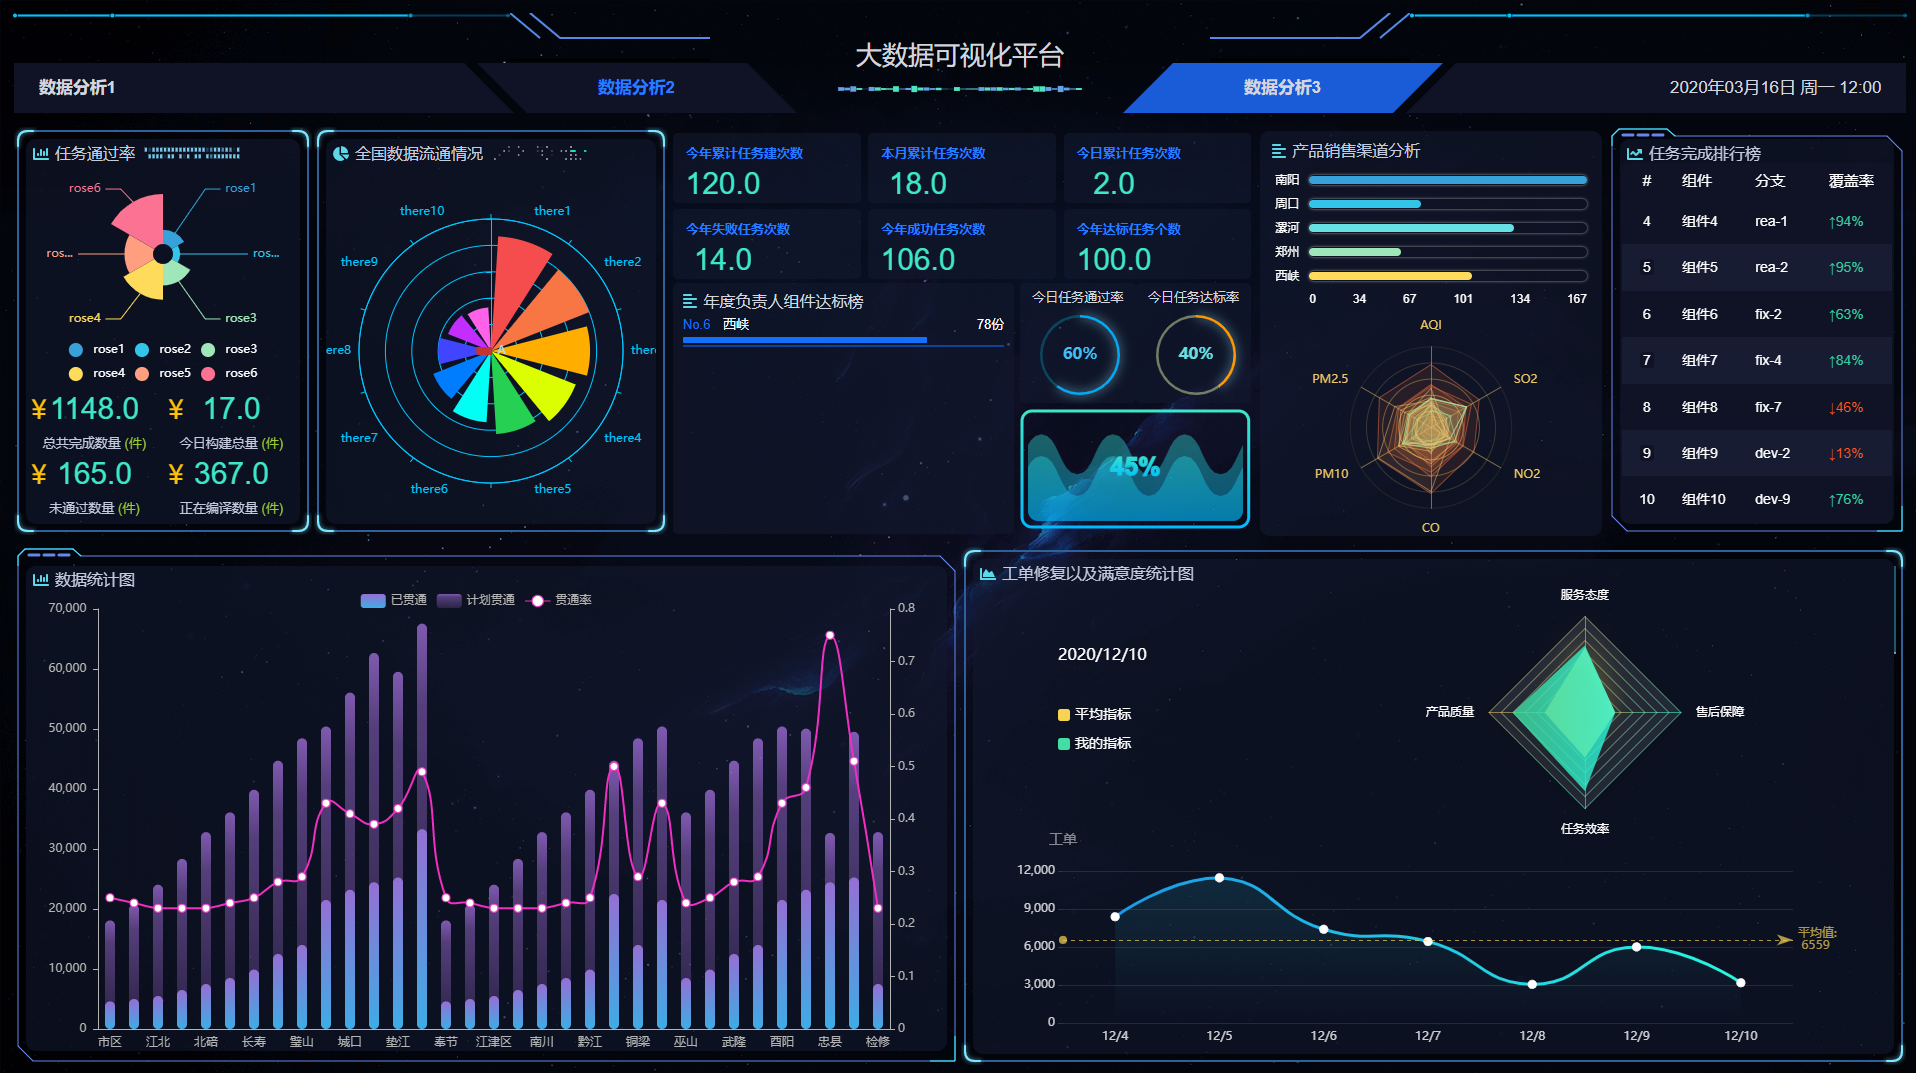 大数据可视化平台
数据分析1
数据分析2
数据分析3
2020年03月16日 周一 12:00
任务通过率
rose6
rose1
ros...
ros...
rose4
rose3
rose1 rose2 rose3
rose4 rose5 rose6
¥1148.0 ¥ 17.0
总共完成数量 (件) 今日构建总量 (件)
¥ 165.0 ¥ 367.0
未通过数量 (件) 正在编译数量 (件)
全国数据流通情况
there10
there1
there9
there2
ere8
ther
there7
there4
there6
there5
今年累计任务建次数
120.0
本月累计任务次数
18.0
今日累计任务次数
2.0
今年失败任务次数
14.0
今年成功任务次数
106.0
今年达标任务个数
100.0
年度负责人组件达标榜
No.6 西峡 78份
今日任务通过率
60%
今日任务达标率
40%
45%
产品销售渠道分析
南阳
周口
漯河
郑州
西峡
0 34 67 101 134 167
AQI
PM2.5
SO2
PM10
NO2
CO
任务完成排行榜
# 组件 分支 覆盖率
4 组件4 rea-1 ↑94%
5 组件5 rea-2 ↑95%
6 组件6 fix-2 ↑63%
7 组件7 fix-4 ↑84%
8 组件8 fix-7 ↓46%
9 组件9 dev-2 ↓13%
10 组件10 dev-9 ↑76%
数据统计图
已贯通 计划贯通 贯通率
70,000
60,000
50,000
40,000
30,000
20,000
10,000
0
0.8
0.7
0.6
0.5
0.4
0.3
0.2
0.1
0
市区 江北 北碚 长寿 璧山 城口 垫江 奉节 江津区 南川 黔江 铜梁 巫山 武隆 酉阳 忠县 检修
工单修复以及满意度统计图
2020/12/10
平均指标
我的指标
服务态度
产品质量
售后保障
任务效率
工单
12,000
9,000
6,000
3,000
0
平均值:
6559
12/4 12/5 12/6 12/7 12/8 12/9 12/10